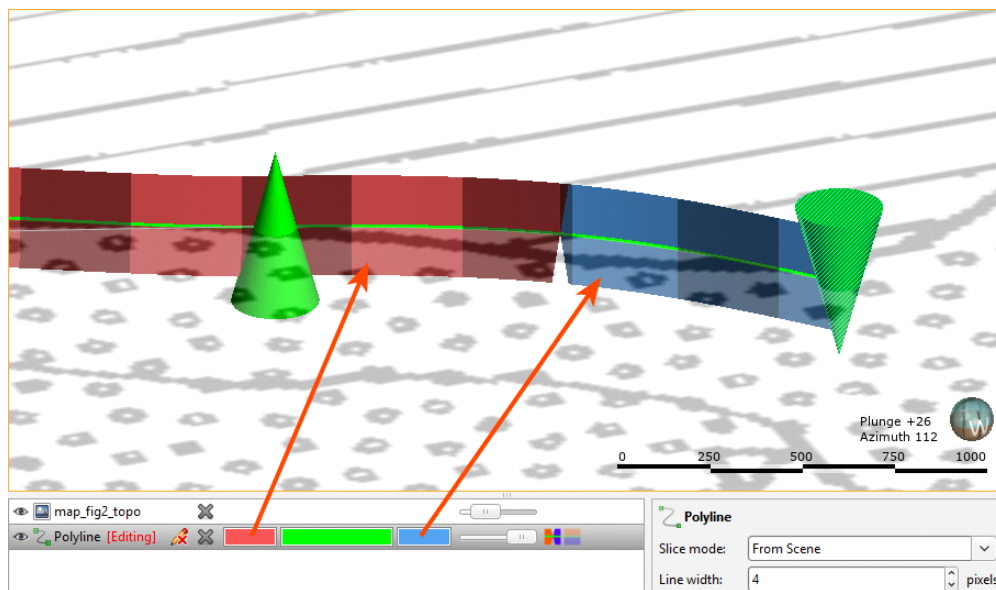 Plunge +26
Azimuth 112
0 250 500 750 1000
map_fig2_topo
Polyline [Editing]
Polyline
Slice mode: From Scene
Line width: 4 pixels
W